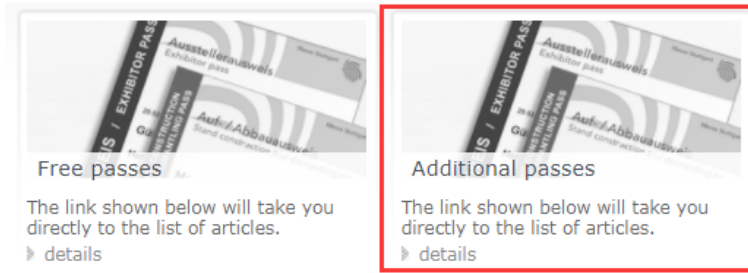 Ausstellerausweis
Exhibitor pass
EXHIBITOR PASS
Auf- / Abbauausweis
Stand construction
Free passes
The link shown below will take you
directly to the list of articles.
details
Ausstellerausweis
Exhibitor pass
EXHIBITOR PASS
Auf- / Abbauausweis
Stand construction
Additional passes
The link shown below will take you
directly to the list of articles.
details